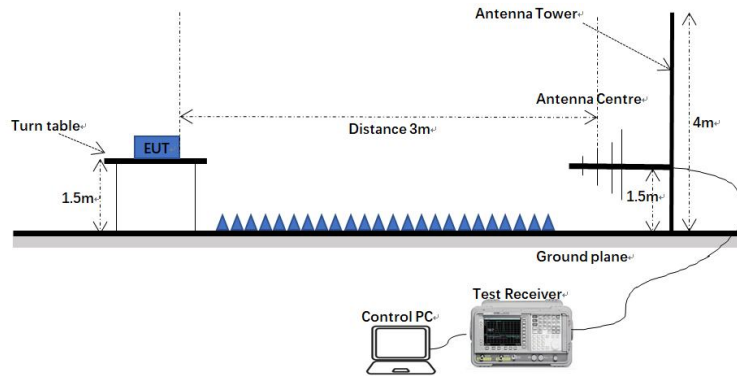 Antenna Tower
Antenna Centre
Distance 3m
4m
Turn table
EUT
1.5m
1.5m
Ground plane
Test Receiver
Control PC